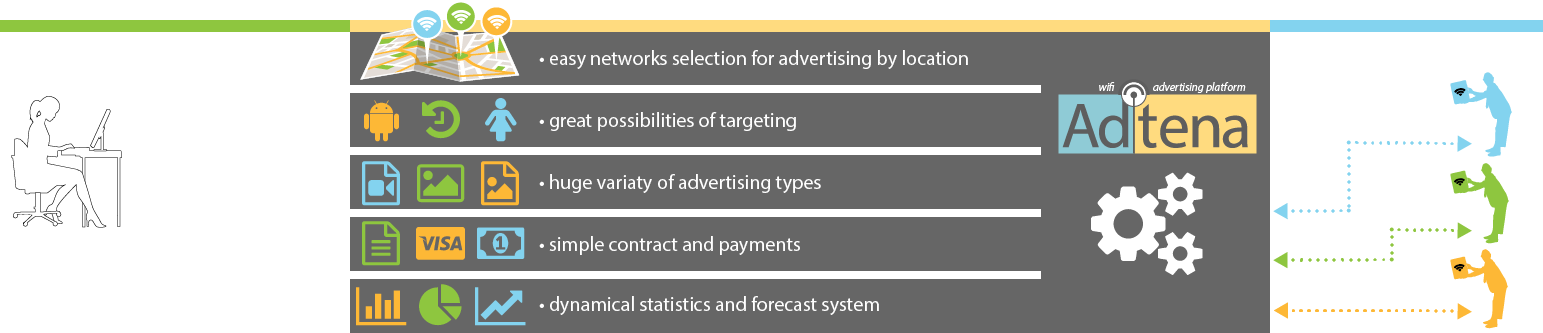 • easy networks selection for advertising by location
• great possibilities of targeting
• huge variaty of advertising types
• simple contract and payments
• dynamical statistics and forecast system
VISA
1
wifi advertising platform
Adtena